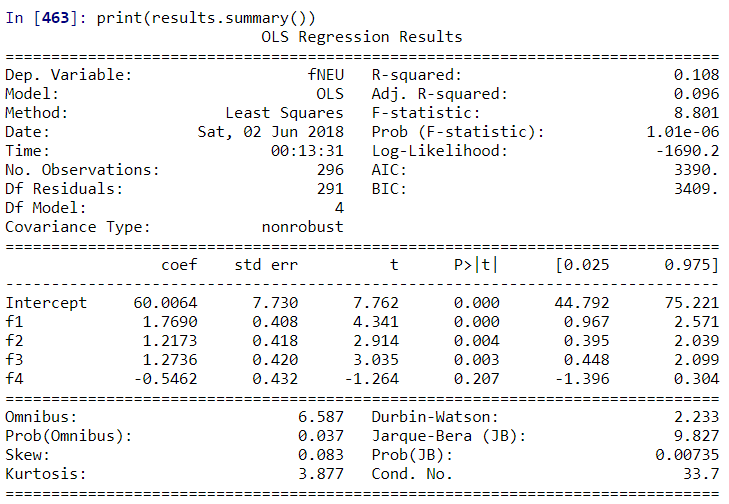 In [463]: print(results.summary())
OLS Regression Results
==============================================================================
Dep. Variable: fNEU R-squared: 0.108
Model: OLS Adj. R-squared: 0.096
Method: Least Squares F-statistic: 8.801
Date: Sat, 02 Jun 2018 Prob (F-statistic): 1.01e-06
Time: 00:13:31 Log-Likelihood: -1690.2
No. Observations: 296 AIC: 3390.
Df Residuals: 291 BIC: 3409.
Df Model: 4
Covariance Type: nonrobust
==============================================================================
coef std err t P>|t| [0.025 0.975]
------------------------------------------------------------------------------
Intercept 60.0064 7.730 7.762 0.000 44.792 75.221
f1 1.7690 0.408 4.341 0.000 0.967 2.571
f2 1.2173 0.418 2.914 0.004 0.395 2.039
f3 1.2736 0.420 3.035 0.003 0.448 2.099
f4 -0.5462 0.432 -1.264 0.207 -1.396 0.304
==============================================================================
Omnibus: 6.587 Durbin-Watson: 2.233
Prob(Omnibus): 0.037 Jarque-Bera (JB): 9.827
Skew: 0.083 Prob(JB): 0.00735
Kurtosis: 3.877 Cond. No. 33.7
==============================================================================